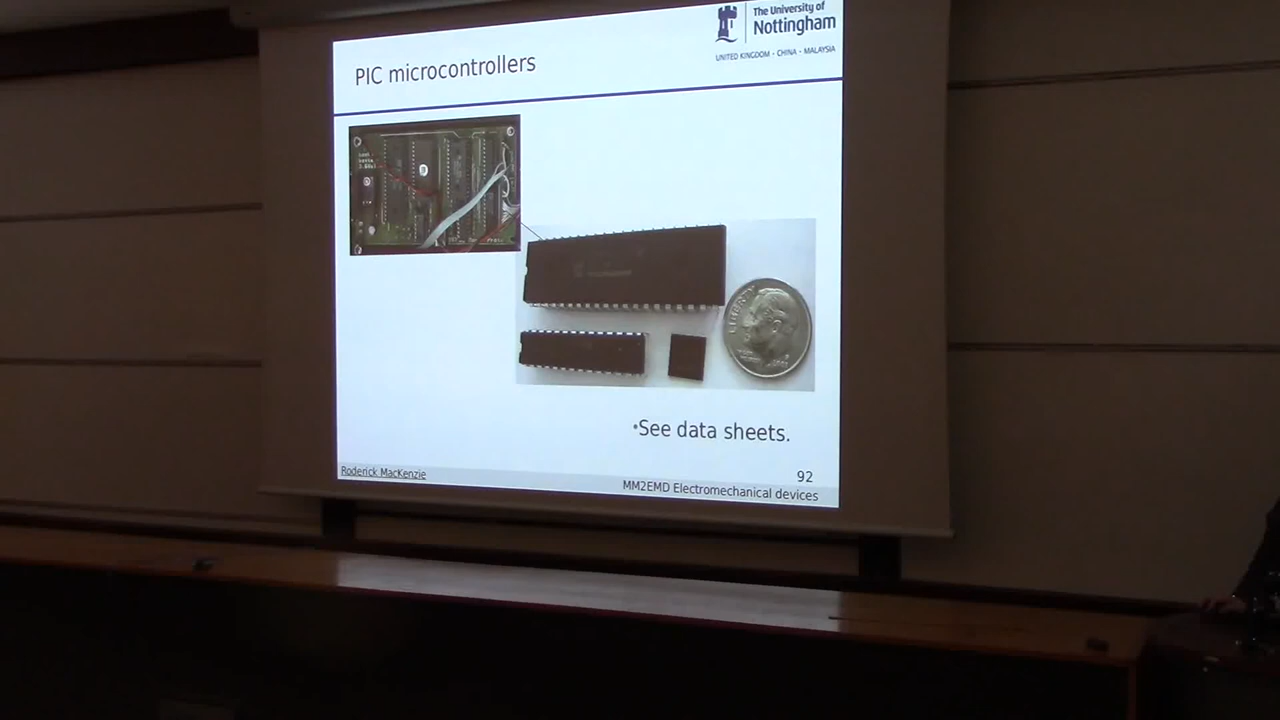 The University of
Nottingham
UNITED KINGDOM · CHINA · MALAYSIA
PIC microcontrollers
LIBERTY
•See data sheets.
Roderick MacKenzie
92
MM2EMD Electromechanical devices